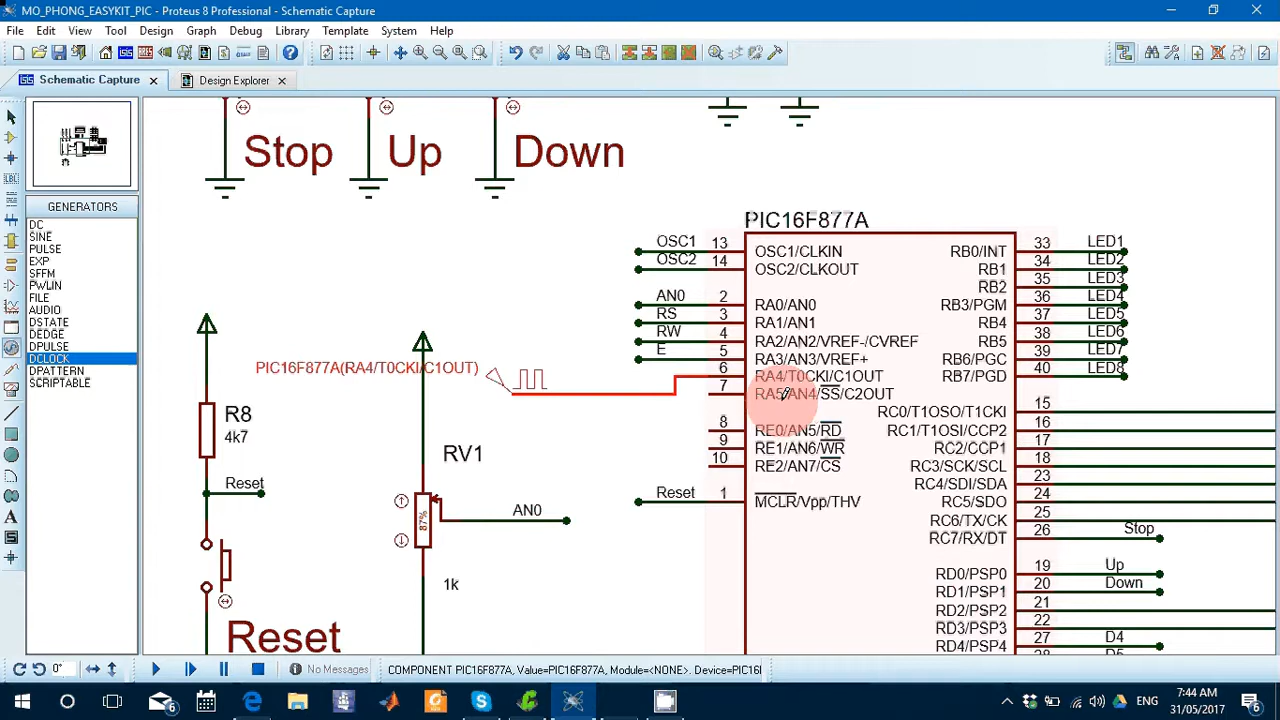 MO_PHONG_EASYKIT_PIC - Proteus 8 Professional - Schematic Capture
File Edit View Tool Design Graph Debug Library Template System Help
Schematic Capture
Design Explorer
GENERATORS
DC
SINE
PULSE
EXP
SFFM
PWLIN
FILE
AUDIO
DSTATE
DEDGE
DPULSE
DCLOCK
DPATTERN
SCRIPTABLE
Stop Up Down
PIC16F877A
OSC1 13 OSC1/CLKIN RB0/INT 33 LED1
OSC2 14 OSC2/CLKOUT RB1 34 LED2
RB2 35 LED3
AN0 2 RA0/AN0 RB3/PGM 36 LED4
RS 3 RA1/AN1 RB4 37 LED5
RW 4 RA2/AN2/VREF-/CVREF RB5 38 LED6
E 5 RA3/AN3/VREF+ RB6/PGC 39 LED7
PIC16F877A(RA4/T0CKI/C1OUT) 6 RA4/T0CKI/C1OUT RB7/PGD 40 LED8
7 RA5/AN4/SS/C2OUT
RC0/T1OSO/T1CKI 15
8 RE0/AN5/RD RC1/T1OSI/CCP2 16
9 RE1/AN6/WR RC2/CCP1 17
10 RE2/AN7/CS RC3/SCK/SCL 18
RC4/SDI/SDA 23
Reset 1 MCLR/Vpp/THV RC5/SDO 24
RC6/TX/CK 25
RC7/RX/DT 26 Stop
RD0/PSP0 19 Up
RD1/PSP1 20 Down
RD2/PSP2 21
RD3/PSP3 22
RD4/PSP4 27 D4
R8
4k7
Reset
RV1
87%
AN0
1k
Reset
0°
No Messages
COMPONENT PIC16F877A, Value=PIC16F877A, Module=<NONE>, Device=PIC16
6
ENG
7:44 AM
31/05/2017
6